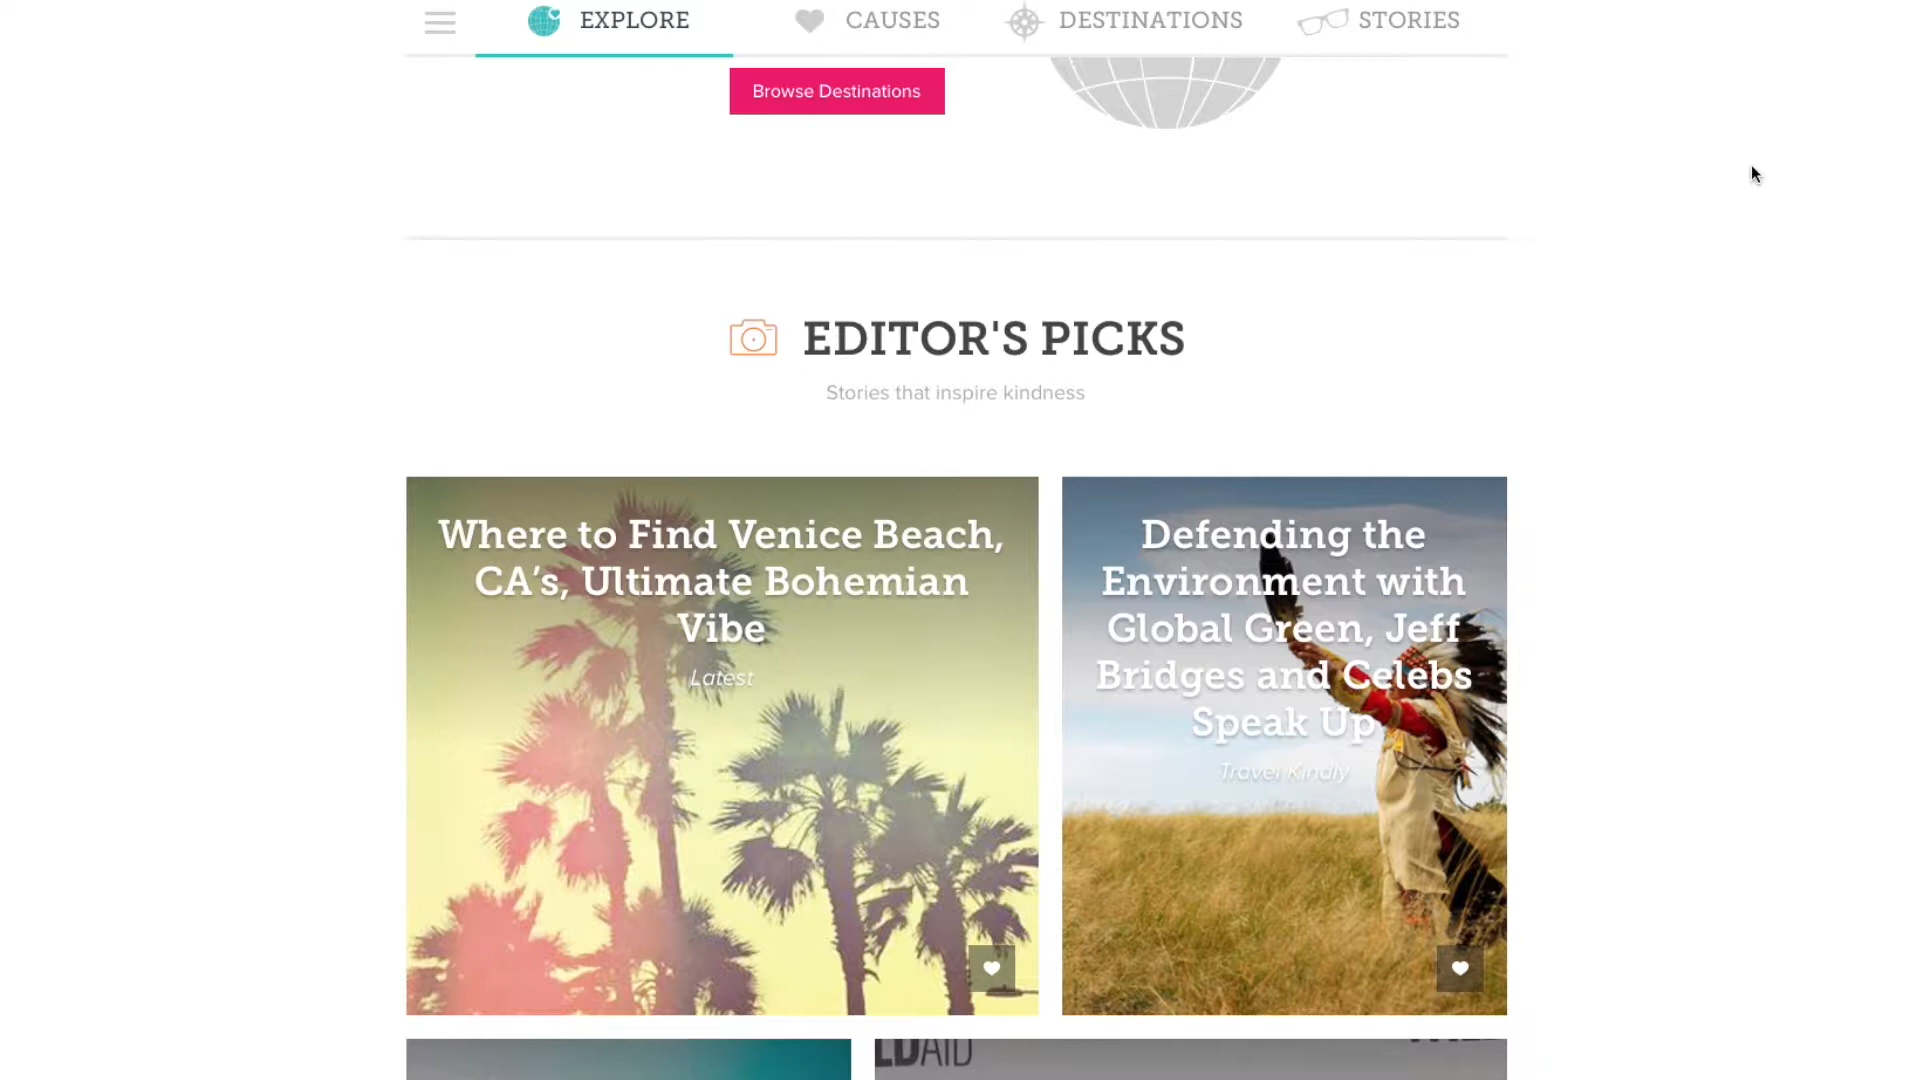 EXPLORE
CAUSES
DESTINATIONS
STORIES
Browse Destinations
EDITOR'S PICKS
Stories that inspire kindness
Where to Find Venice Beach,
CA’s, Ultimate Bohemian
Vibe
Latest
Defending the
Environment with
Global Green, Jeff
Bridges and Celebs
Speak Up
Travel Kindly